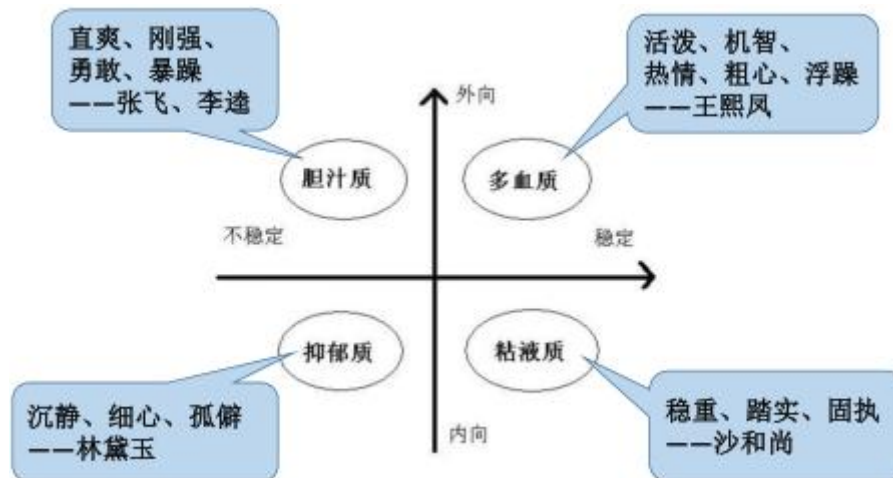 直爽、刚强、
勇敢、暴躁
——张飞、李逵
活泼、机智、
热情、粗心、浮躁
——王熙凤
外向
胆汁质
多血质
不稳定
稳定
抑郁质
粘液质
沉静、细心、孤僻
——林黛玉
稳重、踏实、固执
——沙和尚
内向